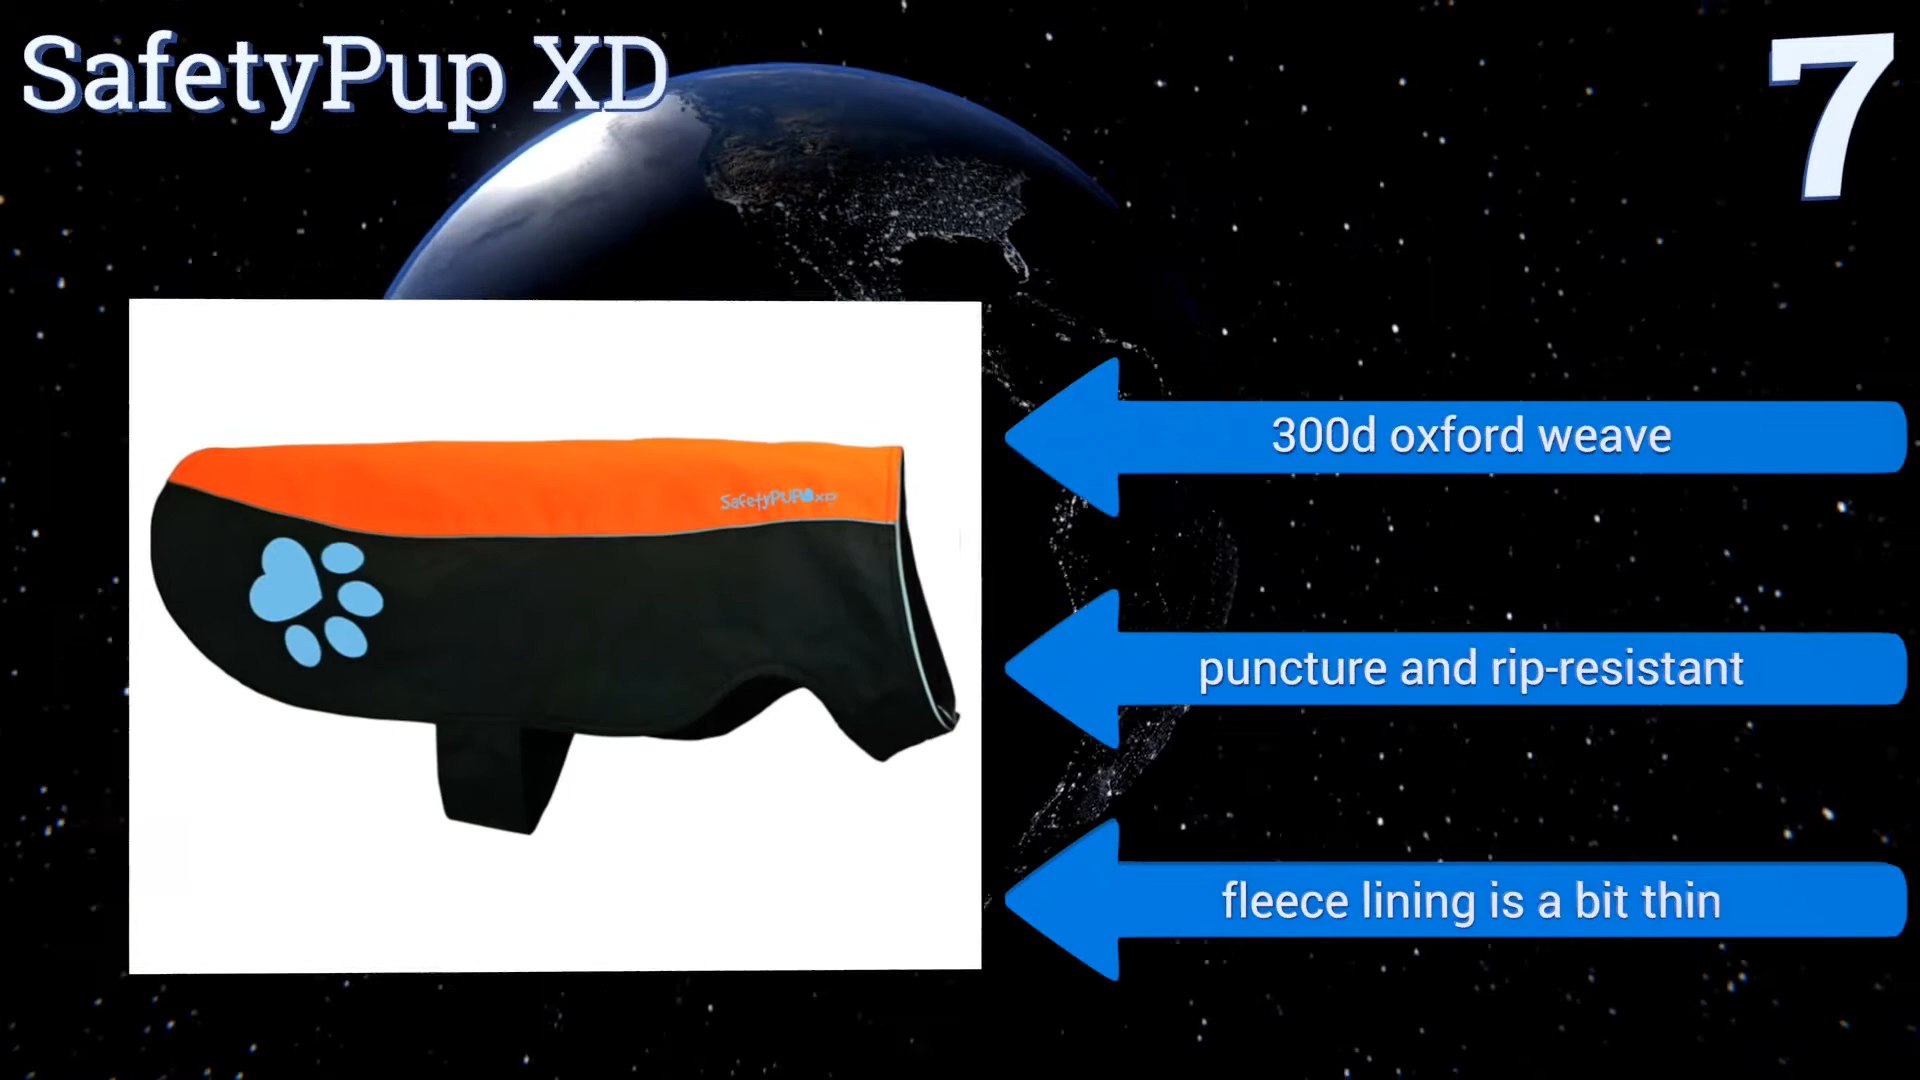 SafetyPup XD
7
SafetyPUP XD
300d oxford weave
puncture and rip-resistant
fleece lining is a bit thin